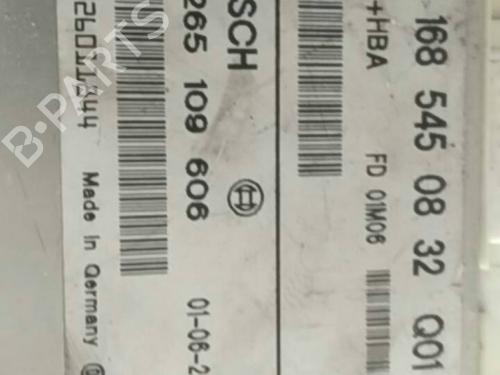 168 545 08 32 Q01
+HBA FD 01M06
SCH
265 109 606 01-06-2
Made in Germany
B-PARTS